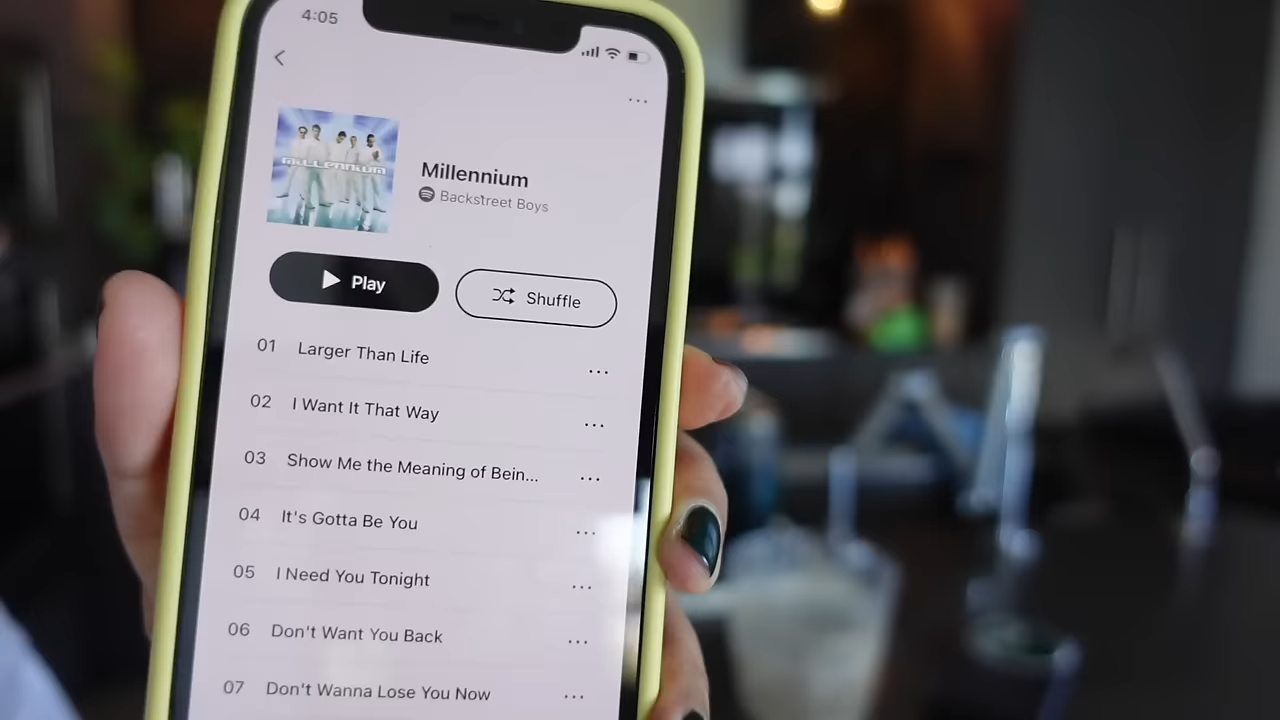 4:05
MILLENNIUM
Millennium
Backstreet Boys
Play
Shuffle
01 Larger Than Life
02 I Want It That Way
03 Show Me the Meaning of Bein...
04 It's Gotta Be You
05 I Need You Tonight
06 Don't Want You Back
07 Don't Wanna Lose You Now